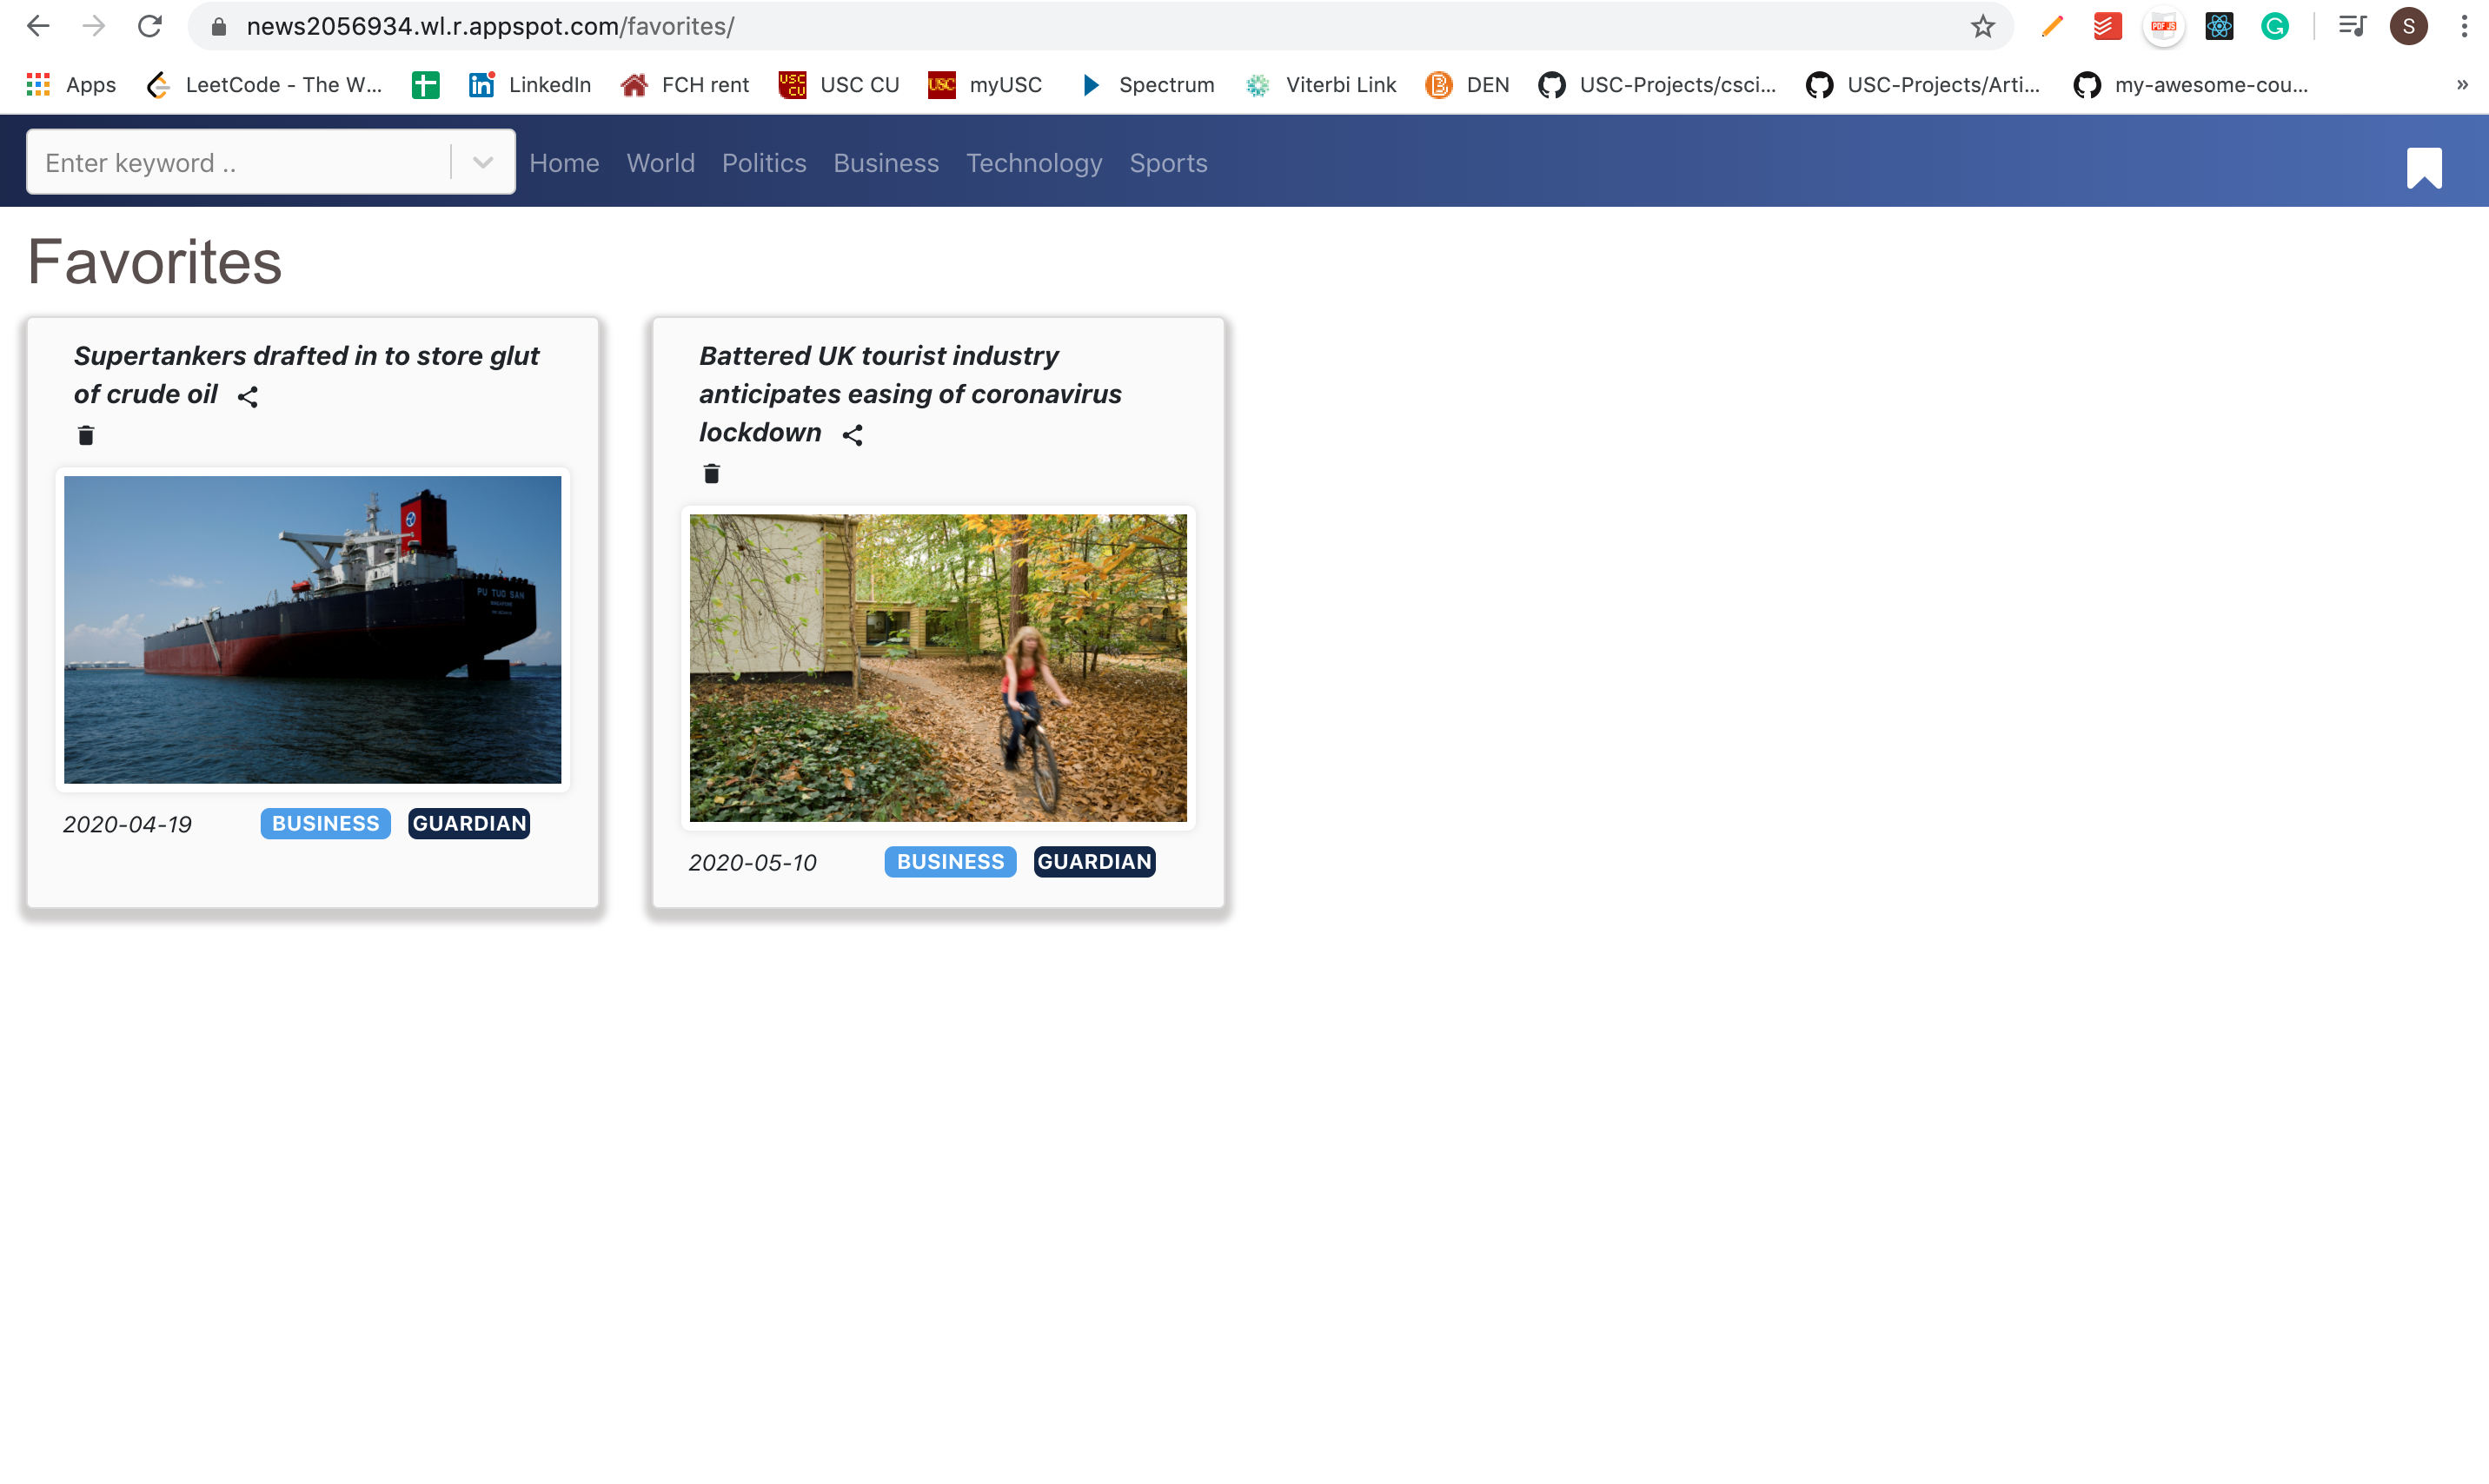 news2056934.wl.r.appspot.com/favorites/
S
Apps
LeetCode - The W...
LinkedIn
FCH rent
USC CU
USC CU
USC
myUSC
Spectrum
Viterbi Link
DEN
USC-Projects/csci...
USC-Projects/Arti...
my-awesome-cou...
»
Enter keyword ..
Home
World
Politics
Business
Technology
Sports
Favorites
Supertankers drafted in to store glut
of crude oil
PU TUO SAN
2020-04-19
BUSINESS
GUARDIAN
Battered UK tourist industry
anticipates easing of coronavirus
lockdown
2020-05-10
BUSINESS
GUARDIAN